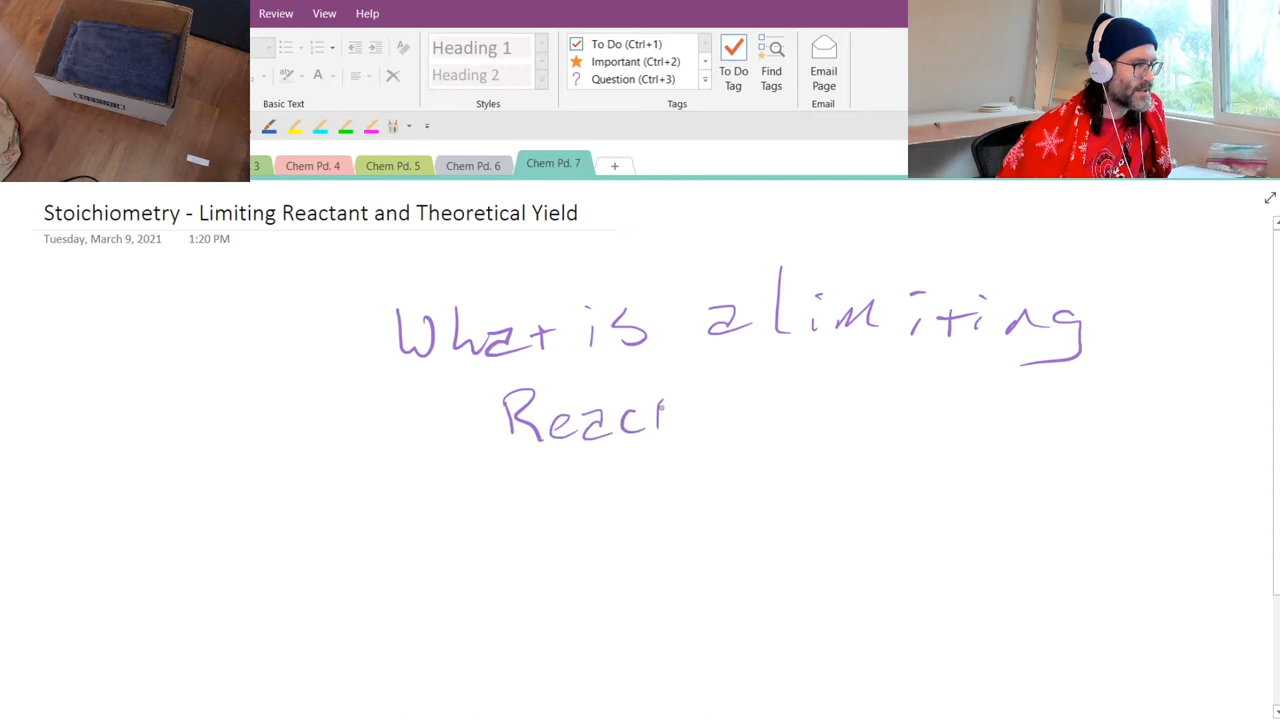 Review View Help
Heading 1
Heading 2
To Do (Ctrl+1)
Important (Ctrl+2)
Question (Ctrl+3)
To Do Tag
Find Tags
Email Page
Basic Text Styles Tags Email
3 Chem Pd. 4 Chem Pd. 5 Chem Pd. 6 Chem Pd. 7 +
Stoichiometry - Limiting Reactant and Theoretical Yield
Tuesday, March 9, 2021 1:20 PM
What is a limiting
React